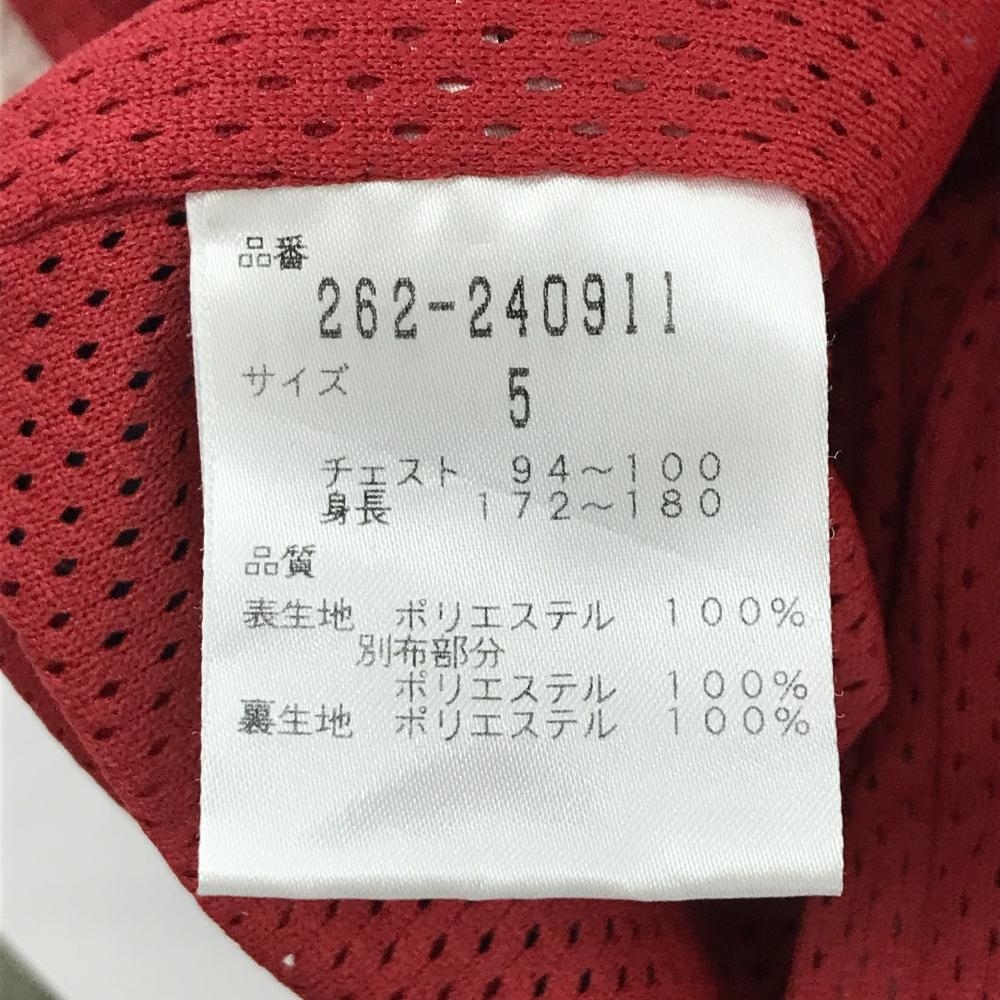 品番
262-240911
サイズ 5
チェスト 94～100
身長 172～180
品質
表生地 ポリエステル 100%
別布部分
ポリエステル 100%
裏生地 ポリエステル 100%